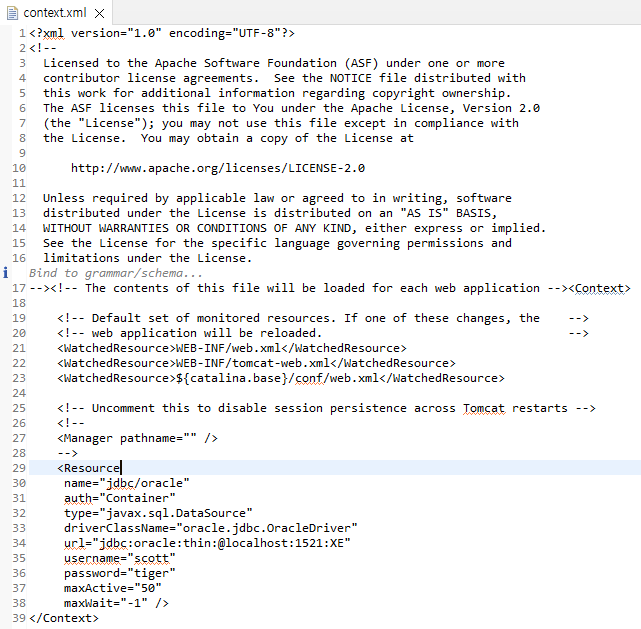 context.xml
1 <?xml version="1.0" encoding="UTF-8"?>
2 <!--
3   Licensed to the Apache Software Foundation (ASF) under one or more
4   contributor license agreements.  See the NOTICE file distributed with
5   this work for additional information regarding copyright ownership.
6   The ASF licenses this file to You under the Apache License, Version 2.0
7   (the "License"); you may not use this file except in compliance with
8   the License.  You may obtain a copy of the License at
9
10       http://www.apache.org/licenses/LICENSE-2.0
11
12   Unless required by applicable law or agreed to in writing, software
13   distributed under the License is distributed on an "AS IS" BASIS,
14   WITHOUT WARRANTIES OR CONDITIONS OF ANY KIND, either express or implied.
15   See the License for the specific language governing permissions and
16   limitations under the License.
Bind to grammar/schema...
17 --><!-- The contents of this file will be loaded for each web application --><Context>
18
19     <!-- Default set of monitored resources. If one of these changes, the    -->
20     <!-- web application will be reloaded.                                   -->
21     <WatchedResource>WEB-INF/web.xml</WatchedResource>
22     <WatchedResource>WEB-INF/tomcat-web.xml</WatchedResource>
23     <WatchedResource>${catalina.base}/conf/web.xml</WatchedResource>
24
25     <!-- Uncomment this to disable session persistence across Tomcat restarts -->
26     <!--
27     <Manager pathname="" />
28     -->
29     <Resource
30      name="jdbc/oracle"
31      auth="Container"
32      type="javax.sql.DataSource"
33      driverClassName="oracle.jdbc.OracleDriver"
34      url="jdbc:oracle:thin:@localhost:1521:XE"
35      username="scott"
36      password="tiger"
37      maxActive="50"
38      maxWait="-1" />
39 </Context>